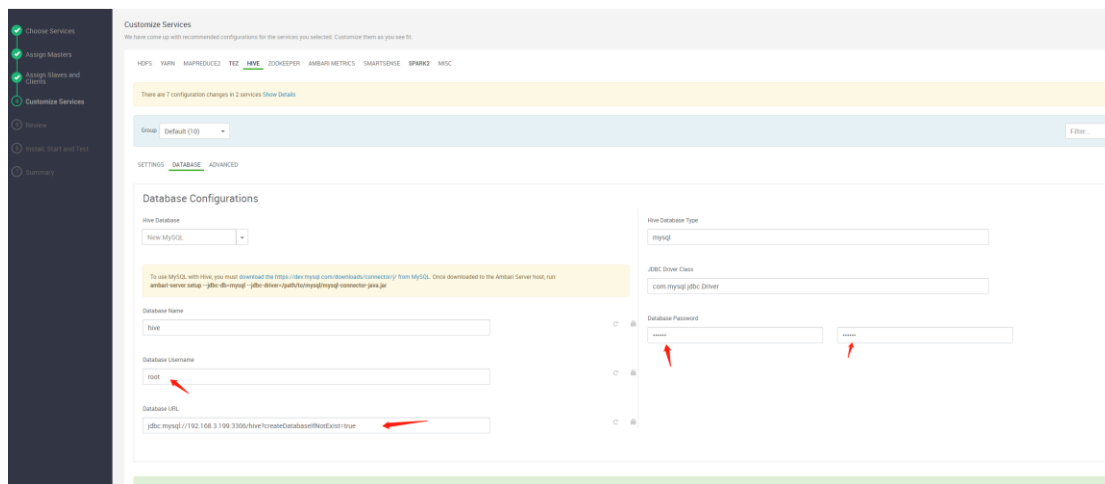 Customize Services
We have come up with recommended configurations for the services you selected. Customize them as you see fit.
Choose Services
Assign Masters
Assign Slaves and
Clients
4 Customize Services
5 Review
6 Install, Start and Test
7 Summary
HDFS YARN MAPREDUCE2 TEZ HIVE ZOOKEEPER AMBARI METRICS SMARTSENSE SPARK2 MISC
There are 7 configuration changes in 2 services Show Details
Group Default (10) Filter...
SETTINGS DATABASE ADVANCED
Database Configurations
Hive Database
New MySQL
To use MySQL with Hive, you must download the https://dev.mysql.com/downloads/connector/j/ from MySQL. Once downloaded to the Ambari Server host, run:
ambari-server setup --jdbc-db=mysql --jdbc-driver=/path/to/mysql/mysql-connector-java.jar
Database Name
hive
Database Username
root
Database URL
jdbc:mysql://192.168.3.199:3306/hive?createDatabaseIfNotExist=true
Hive Database Type
mysql
JDBC Driver Class
com.mysql.jdbc.Driver
Database Password